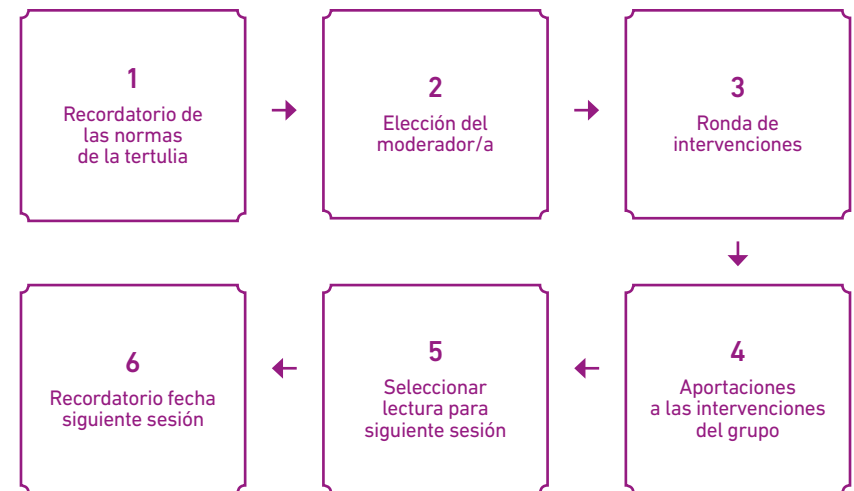 1
Recordatorio de
las normas
de la tertulia
2
Elección del
moderador/a
3
Ronda de
intervenciones
4
Aportaciones
a las intervenciones
del grupo
5
Seleccionar
lectura para
siguiente sesión
6
Recordatorio fecha
siguiente sesión